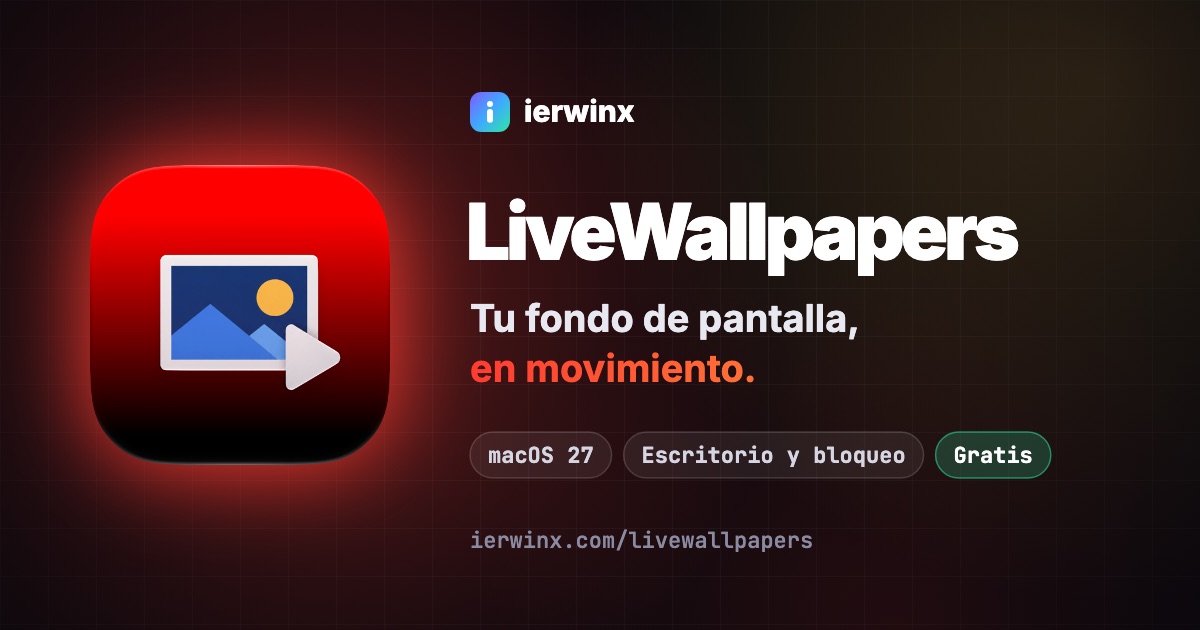 ierwinx
LiveWallpapers
Tu fondo de pantalla,
en movimiento.
macOS 27 Escritorio y bloqueo Gratis
ierwinx.com/livewallpapers